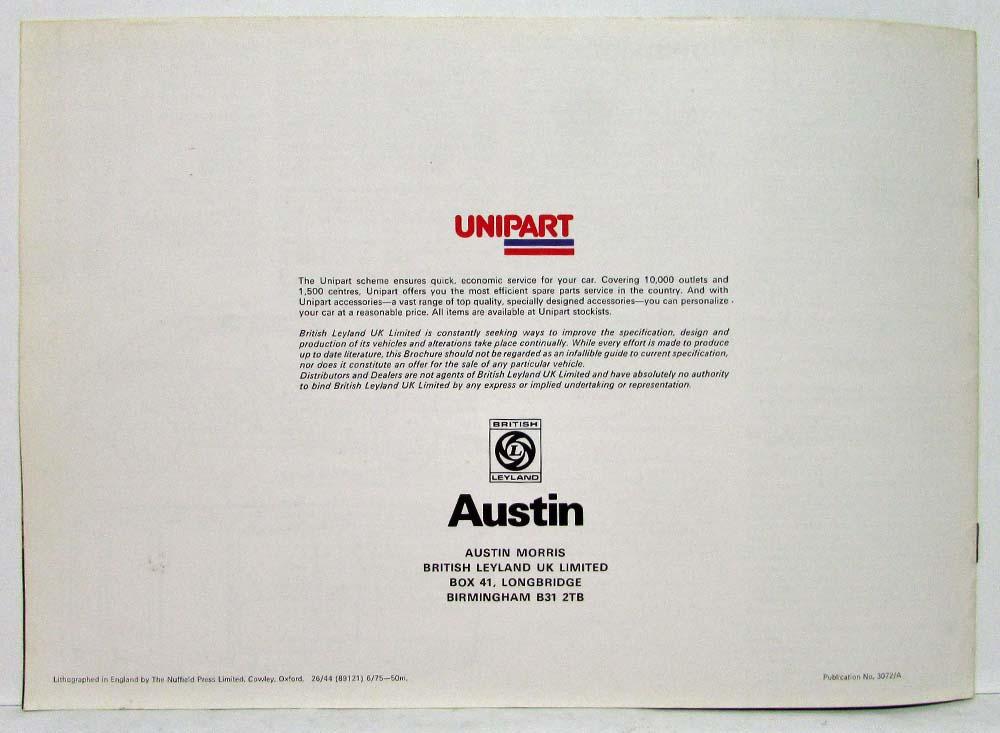 UNIPART
The Unipart scheme ensures quick, economic service for your car. Covering 10,000 outlets and
1,500 centres, Unipart offers you the most efficient spare parts service in the country. And with
Unipart accessories—a vast range of top quality, specially designed accessories—you can personalize
your car at a reasonable price. All items are available at Unipart stockists.
British Leyland UK Limited is constantly seeking ways to improve the specification, design and
production of its vehicles and alterations take place continually. While every effort is made to produce
up to date literature, this Brochure should not be regarded as an infallible guide to current specification,
nor does it constitute an offer for the sale of any particular vehicle.
Distributors and Dealers are not agents of British Leyland UK Limited and have absolutely no authority
to bind British Leyland UK Limited by any express or implied undertaking or representation.
BRITISH
L
LEYLAND
Austin
AUSTIN MORRIS
BRITISH LEYLAND UK LIMITED
BOX 41, LONGBRIDGE
BIRMINGHAM B31 2TB
Lithographed in England by The Nuffield Press Limited, Cowley, Oxford. 26/44 (89121) 6/75—50m.
Publication No. 3072/A